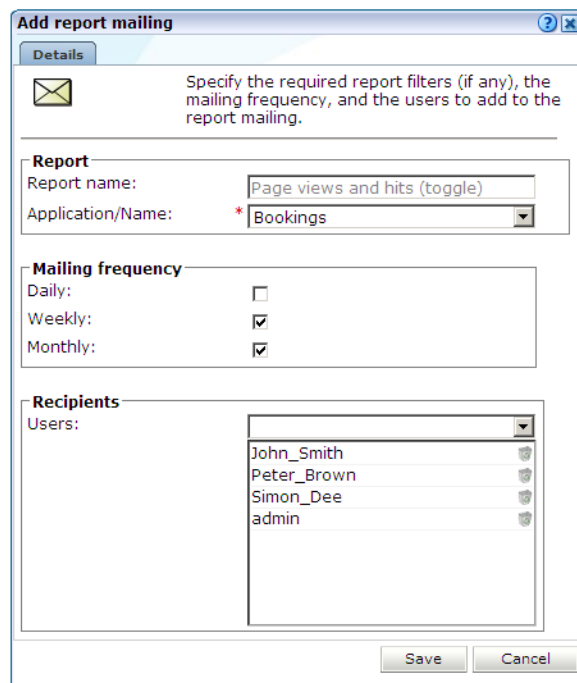 Add report mailing
Details
Specify the required report filters (if any), the
mailing frequency, and the users to add to the
report mailing.
Report
Report name: Page views and hits (toggle)
Application/Name: * Bookings
Mailing frequency
Daily:
Weekly:
Monthly:
Recipients
Users:
John_Smith
Peter_Brown
Simon_Dee
admin
Save Cancel